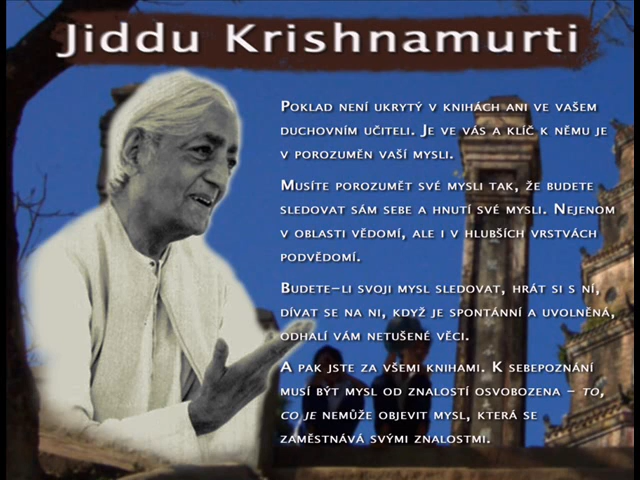 Jiddu Krishnamurti
Poklad není ukrytý v knihách ani ve vašem
duchovním učiteli. Je ve vás a klíč k němu je
v porozuměn vaší mysli.
Musíte porozumět své mysli tak, že budete
sledovat sám sebe a hnutí své mysli. Nejenom
v oblasti vědomí, ale i v hlubších vrstvách
podvědomí.
Budete-li svoji mysl sledovat, hrát si s ní,
dívat se na ni, když je spontánní a uvolněná,
odhalí vám netušené věci.
A pak jste za všemi knihami. K sebepoznání
musí být mysl od znalostí osvobozena - to,
co je nemůže objevit mysl, která se
zaměstnává svými znalostmi.